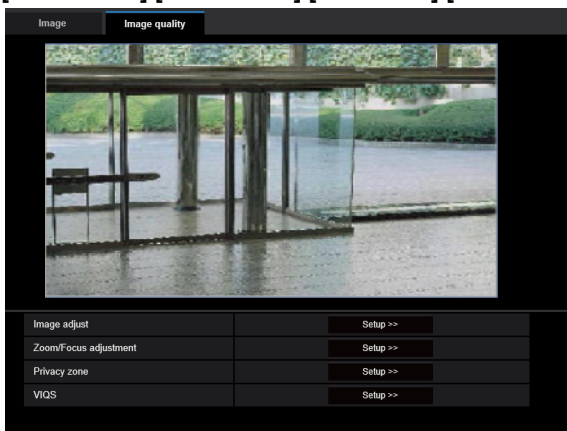 Image Image quality
Image adjust Setup >>
Zoom/Focus adjustment Setup >>
Privacy zone Setup >>
VIQS Setup >>